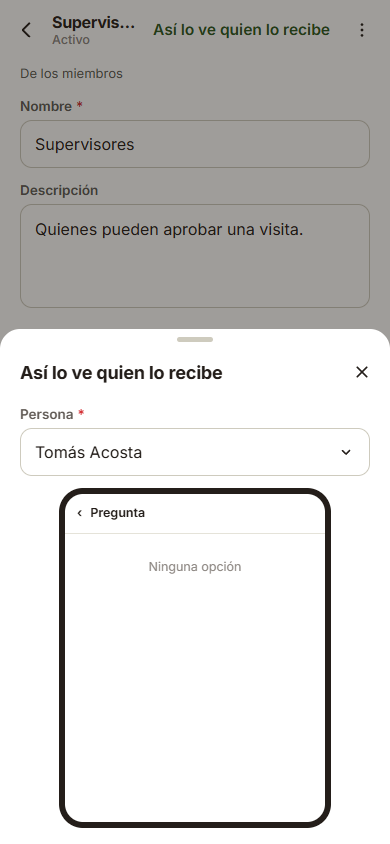 Supervis...
Activo
Así lo ve quien lo recibe
De los miembros
Nombre *
Supervisores
Descripción
Quienes pueden aprobar una visita.
Así lo ve quien lo recibe
Persona *
Tomás Acosta
Pregunta
Ninguna opción